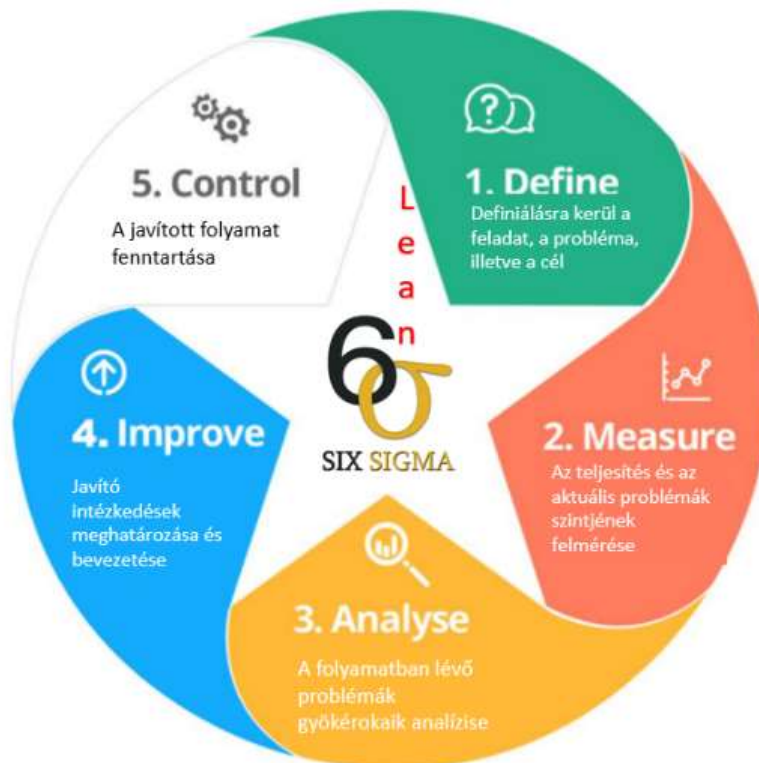 1. Define
Definiálásra kerül a
feladat, a probléma,
illetve a cél
2. Measure
Az teljesítés és az
aktuális problémák
szintjének
felmérése
3. Analyse
A folyamatban lévő
problémák
gyökérokaik analízise
4. Improve
Javító
intézkedések
meghatározása és
bevezetése
5. Control
A javított folyamat
fenntartása
Lean
6σ
SIX SIGMA